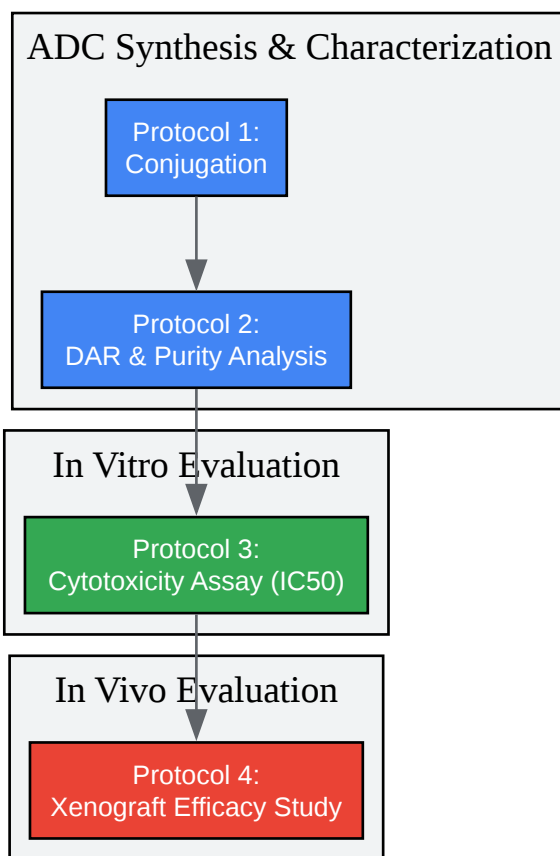 ADC Synthesis & Characterization
Protocol 1:
Conjugation
Protocol 2:
DAR & Purity Analysis
In Vitro Evaluation
Protocol 3:
Cytotoxicity Assay (IC50)
In Vivo Evaluation
Protocol 4:
Xenograft Efficacy Study